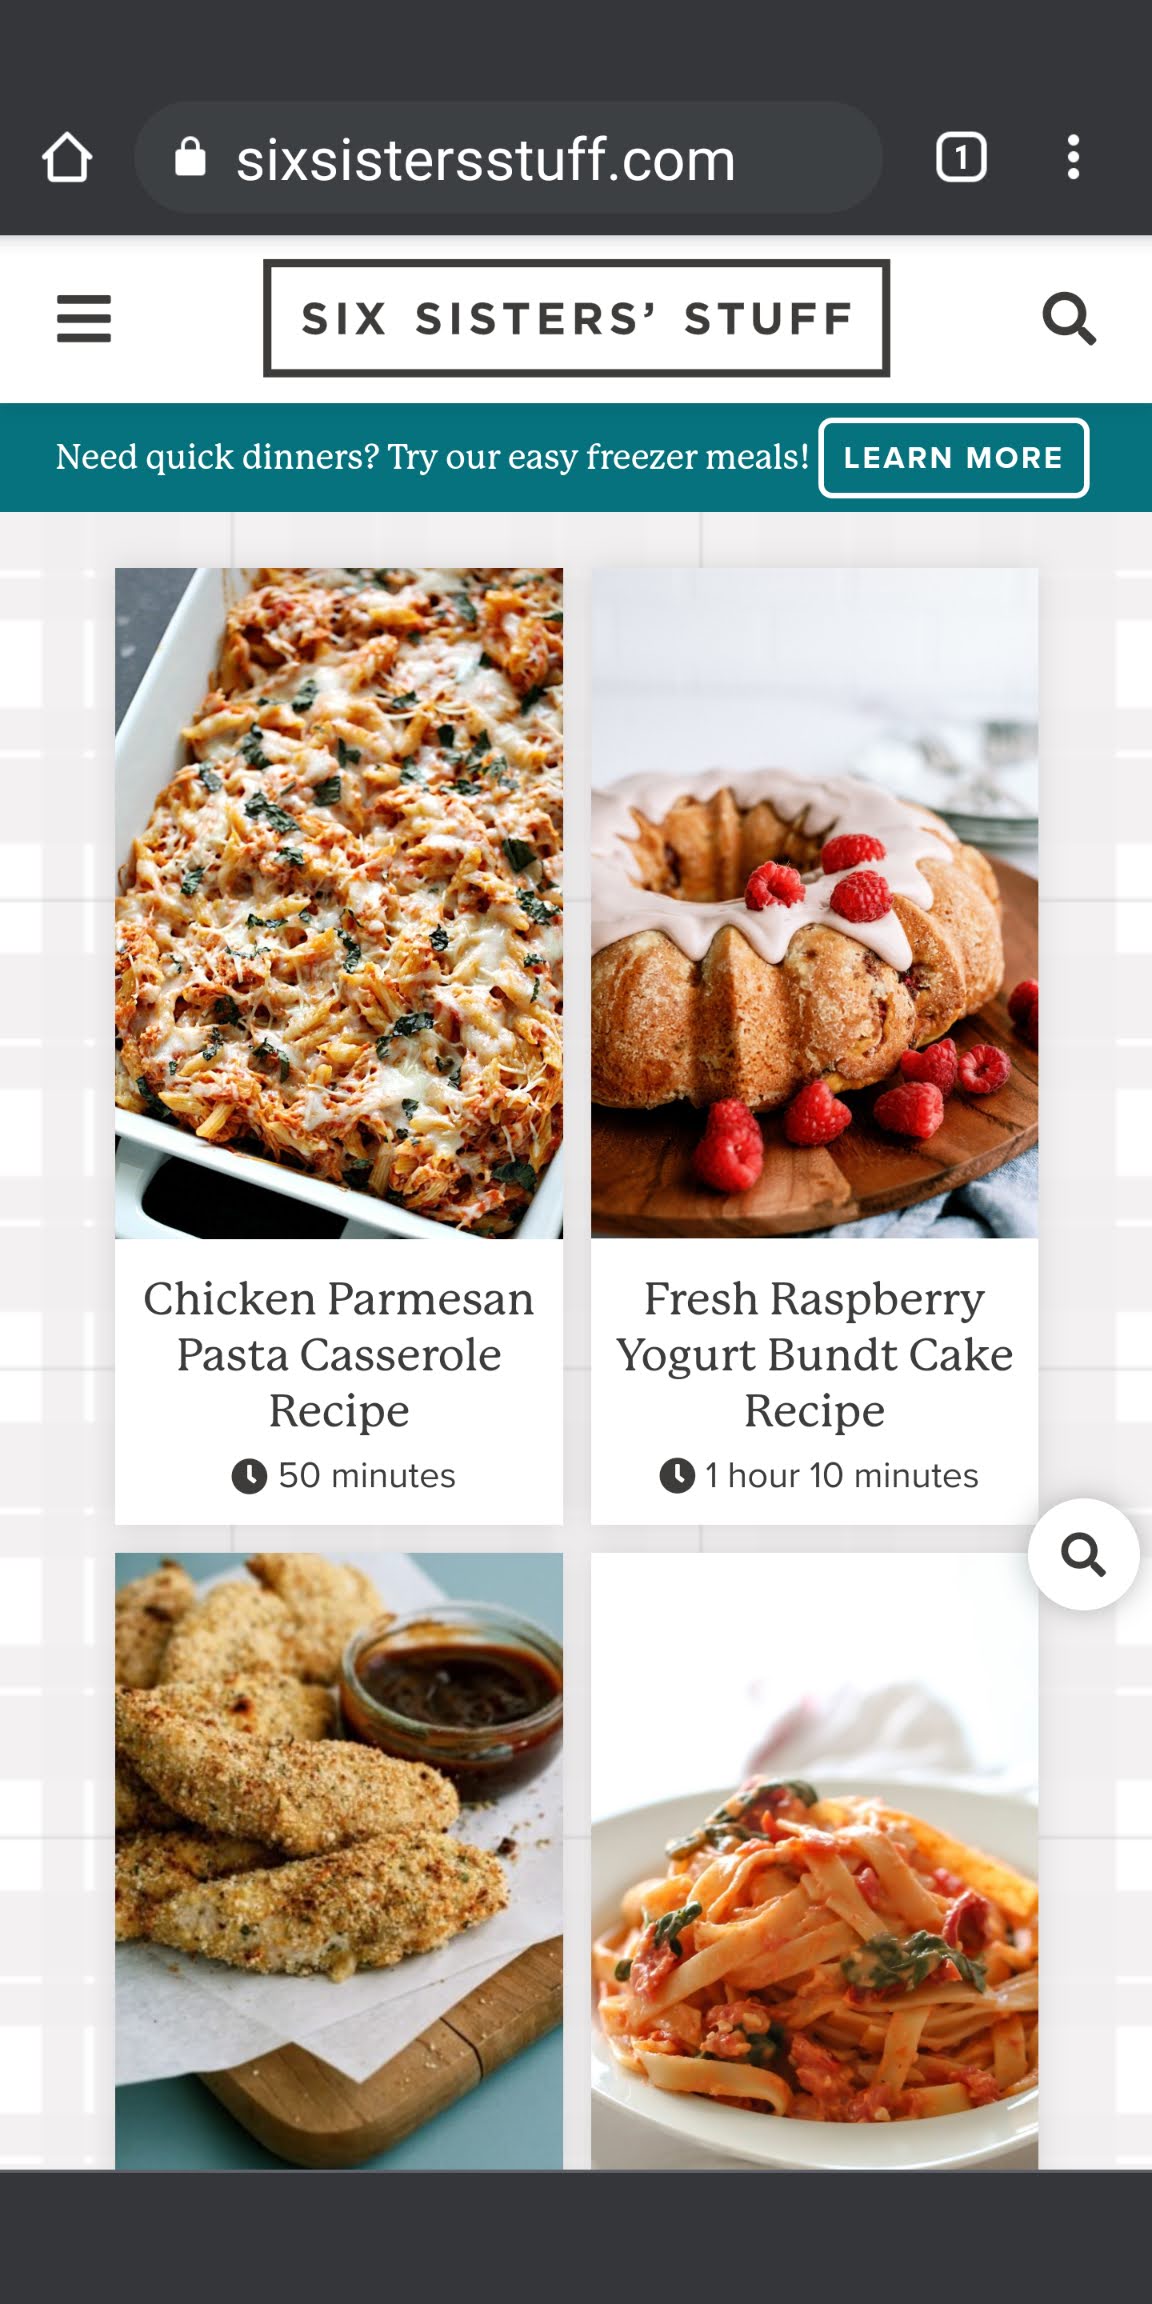 sixsistersstuff.com
1
SIX SISTERS’ STUFF
Need quick dinners? Try our easy freezer meals!
LEARN MORE
Chicken Parmesan
Pasta Casserole
Recipe
50 minutes
Fresh Raspberry
Yogurt Bundt Cake
Recipe
1 hour 10 minutes